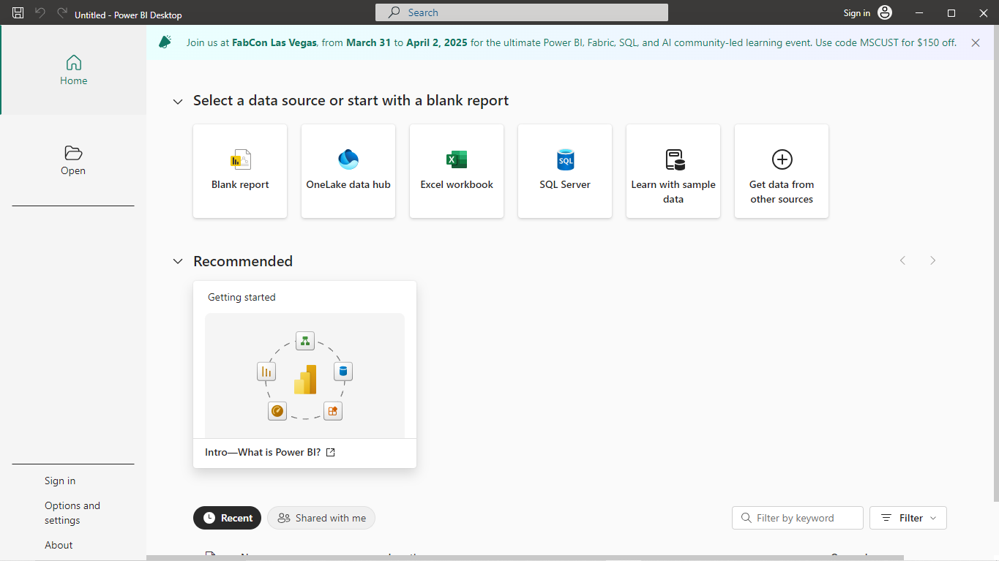 Untitled - Power BI Desktop
Search
Sign in
Home
Open
Join us at FabCon Las Vegas, from March 31 to April 2, 2025 for the ultimate Power BI, Fabric, SQL, and AI community-led learning event. Use code MSCUST for $150 off.
Select a data source or start with a blank report
Blank report
OneLake data hub
Excel workbook
SQL
SQL Server
Learn with sample
data
Get data from
other sources
Recommended
Getting started
Intro—What is Power BI?
Sign in
Options and
settings
About
Recent
Shared with me
Filter by keyword
Filter